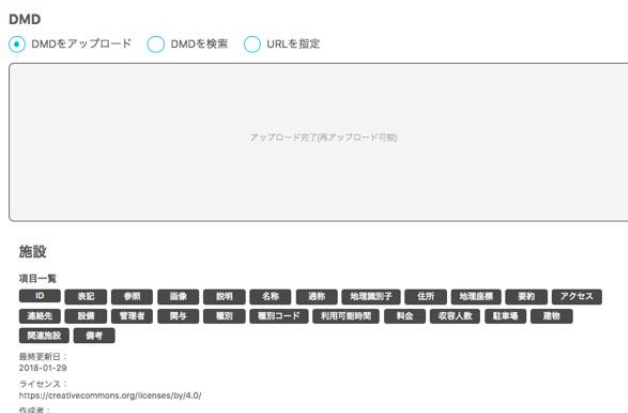 DMD
DMDをアップロード DMDを検索 URLを指定
アップロード完了(再アップロード可能)
施設
項目一覧
ID 表記 参照 画像 説明 名称 通称 地理識別子 住所 地理座標 要約 アクセス
連絡先 設備 管理者 関与 種別 種別コード 利用可能時間 料金 収容人数 駐車場 建物
関連施設 備考
最終更新日：
2018-01-29
ライセンス：
https://creativecommons.org/licenses/by/4.0/
作成者：